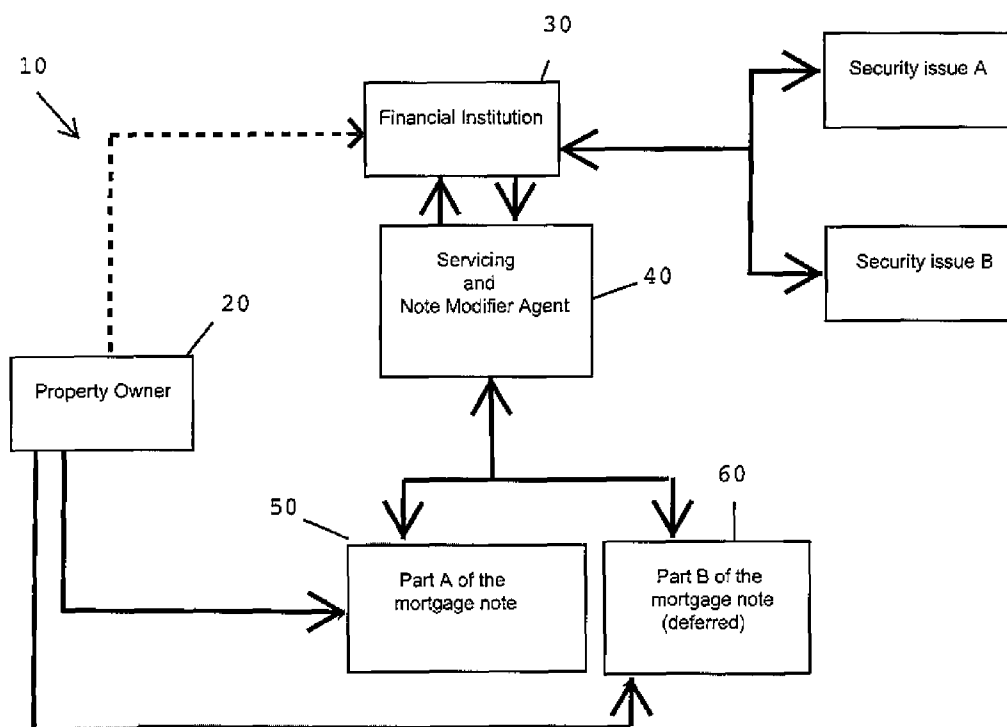 30
10
Financial Institution
Security issue A
Servicing
and
Note Modifier Agent
40
Security issue B
20
Property Owner
50
60
Part A of the
mortgage note
Part B of the
mortgage note
(deferred)